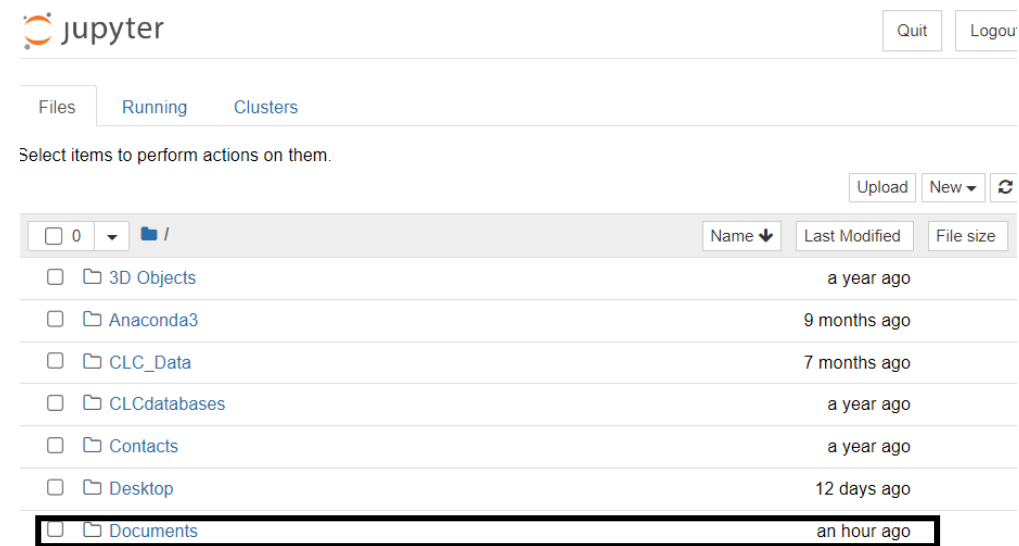 jupyter
Quit
Logout
Files Running Clusters
Select items to perform actions on them.
Upload New
0 / Name Last Modified File size
3D Objects a year ago
Anaconda3 9 months ago
CLC_Data 7 months ago
CLCdatabases a year ago
Contacts a year ago
Desktop 12 days ago
Documents an hour ago